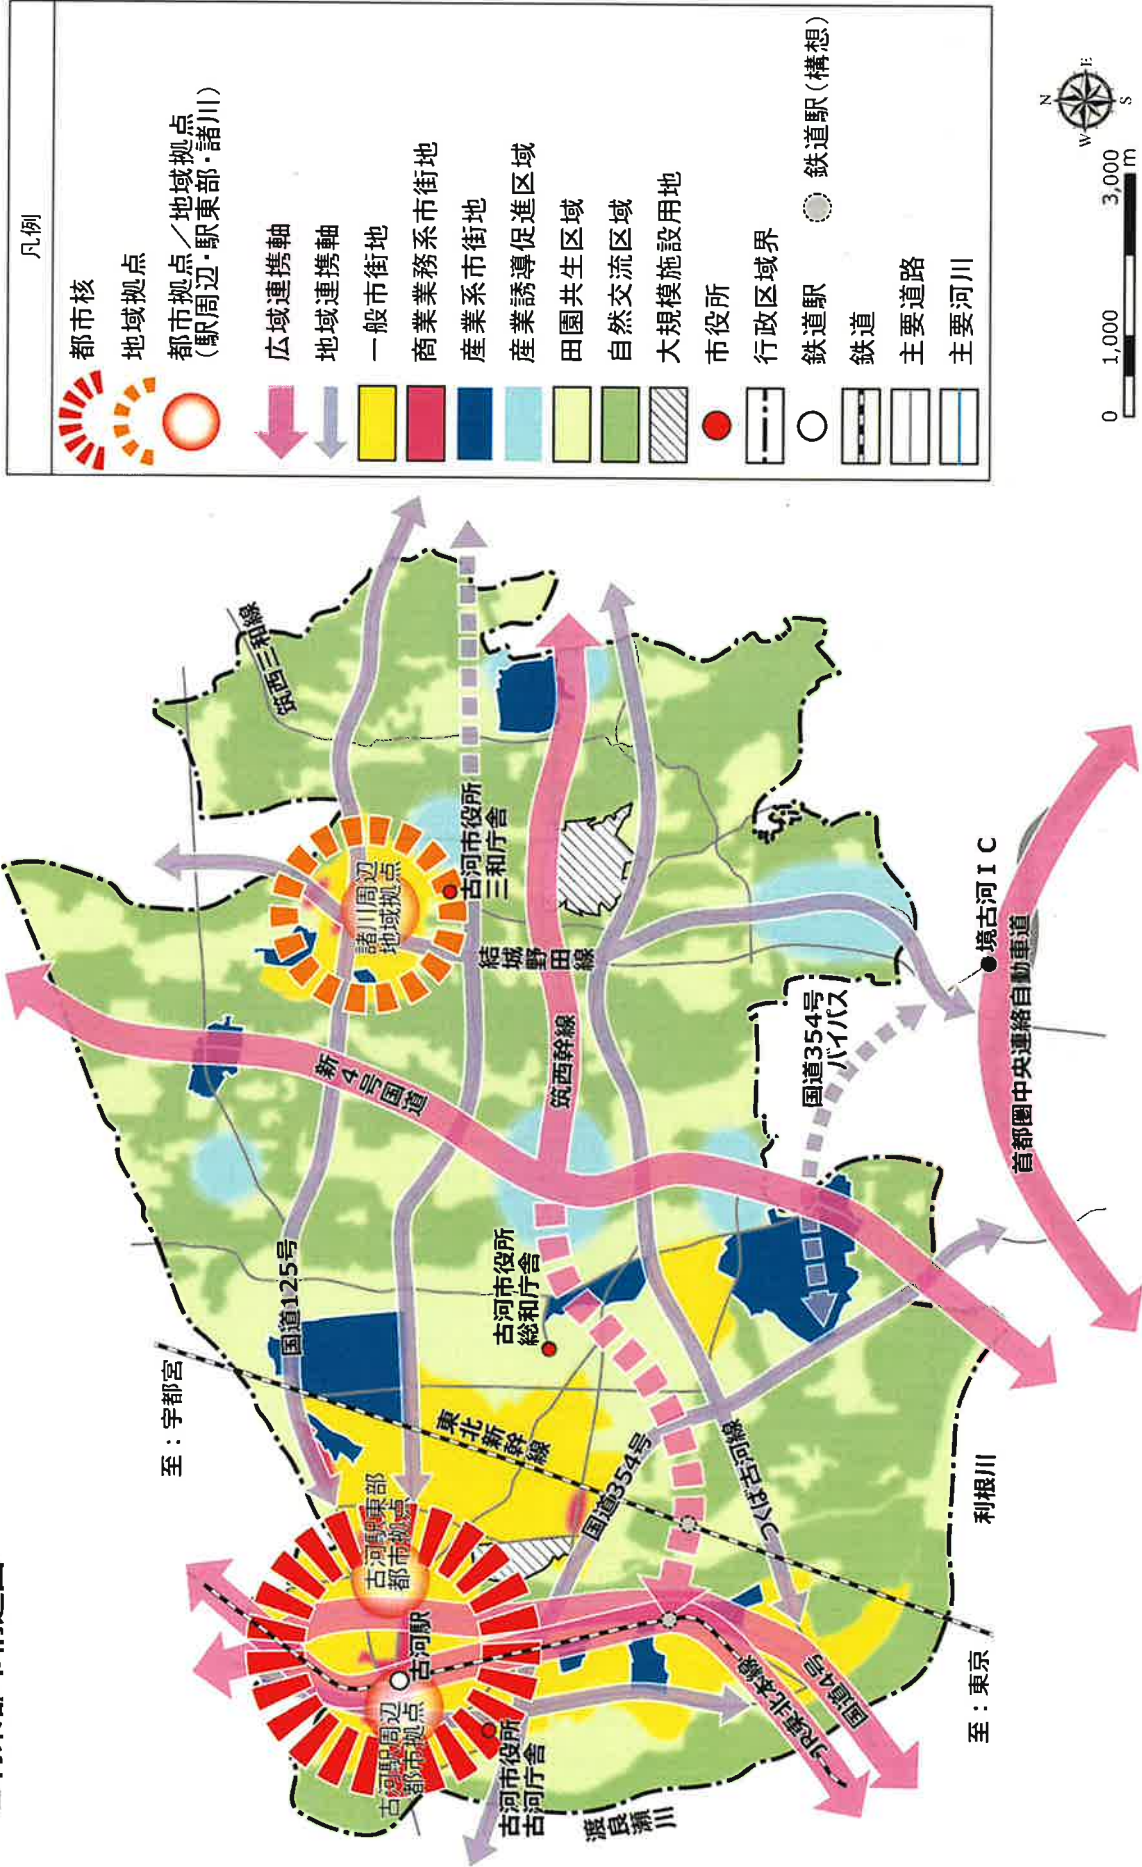 凡例
都市核
地域拠点
都市拠点／地域拠点
（駅周辺・駅東部・諸川）
広域連携軸
地域連携軸
一般市街地
商業業務系市街地
産業系市街地
産業誘導促進区域
田園共生区域
自然交流区域
大規模施設用地
市役所
行政区域界
鉄道駅
鉄道駅（構想）
鉄道
主要道路
主要河川
N
E
S
W
0
1,000
3,000
m
至：宇都宮
筑西三和線
国道125号
新4号国道
諸川周辺
地域拠点
古河市役所
三和庁舎
結城野田線
筑西幹線
古河市役所
総和庁舎
東北新幹線
古河駅東部
都市拠点
古河駅
古河駅周辺
都市拠点
古河市役所
古河庁舎
渡良瀬川
国道354号
つくば古河線
JR東北本線
国道4号
国道354号
バイパス
境古河IC
首都圏中央連絡自動車道
利根川
至：東京